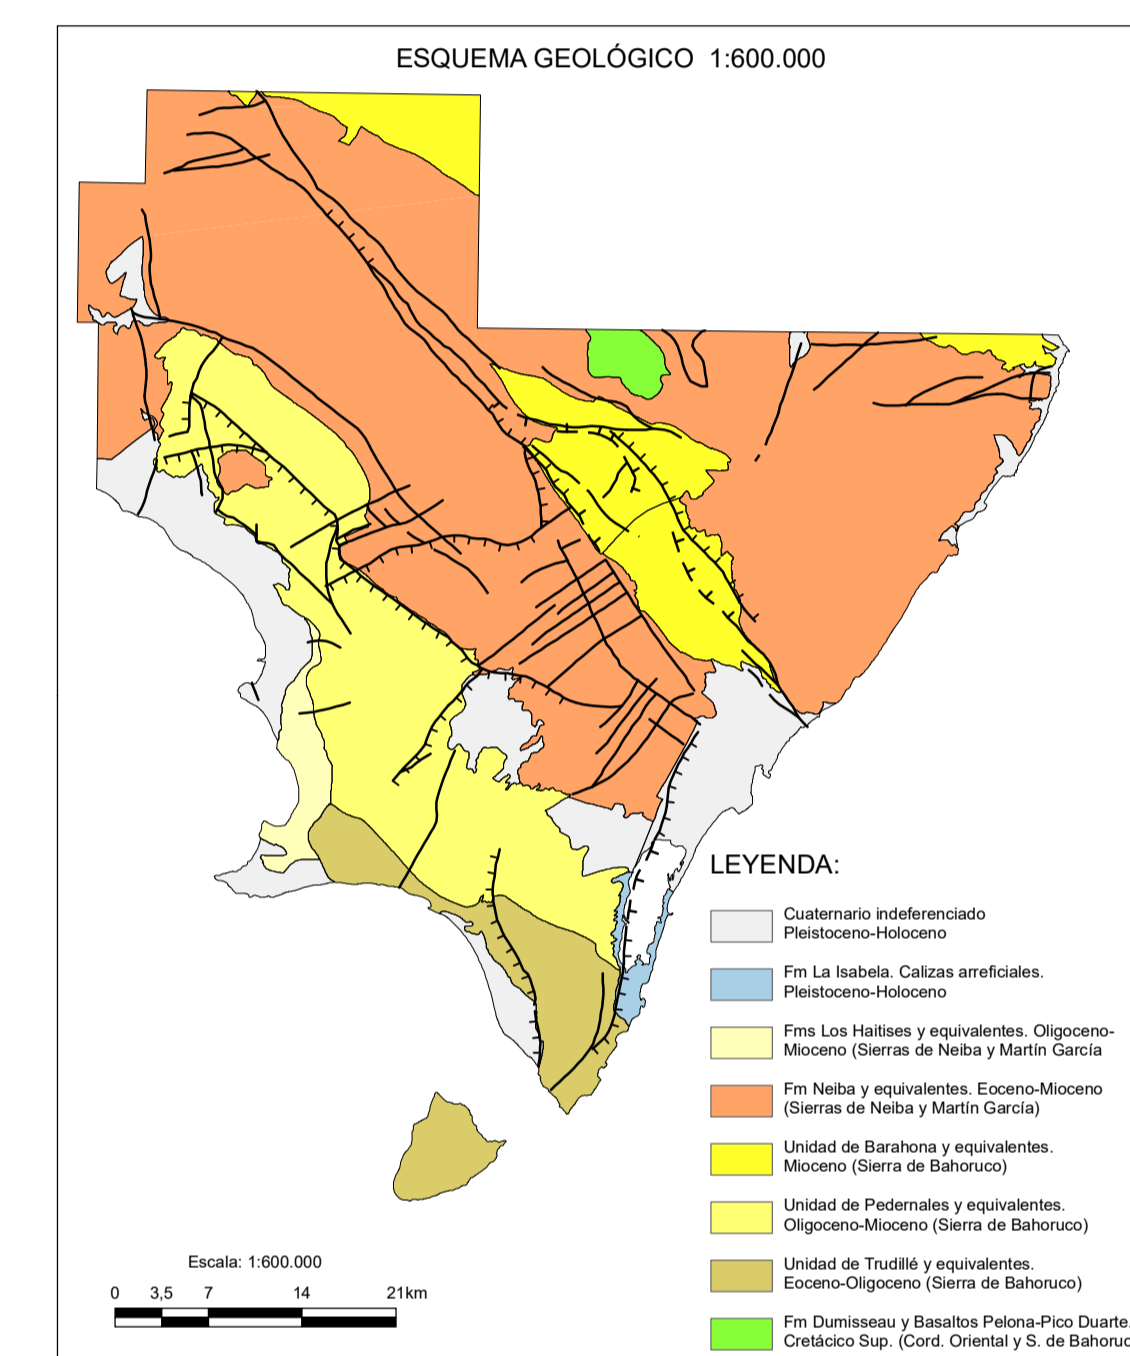 ESQUEMA GEOLÓGICO 1:600.000
LEYENDA:
Cuaternario indeferenciado
Pleistoceno-Holoceno
Fm La Isabela. Calizas arreficiales.
Pleistoceno-Holoceno
Fms Los Haitises y equivalentes. Oligoceno-
Mioceno (Sierras de Neiba y Martín García
Fm Neiba y equivalentes. Eoceno-Mioceno
(Sierras de Neiba y Martín García)
Unidad de Barahona y equivalentes.
Mioceno (Sierra de Bahoruco)
Unidad de Pedernales y equivalentes.
Oligoceno-Mioceno (Sierra de Bahoruco)
Unidad de Trudillé y equivalentes.
Eoceno-Oligoceno (Sierra de Bahoruco)
Fm Dumisseau y Basaltos Pelona-Pico Duarte.
Cretácico Sup. (Cord. Oriental y S. de Bahoruc
Escala: 1:600.000
0 3,5 7 14 21km